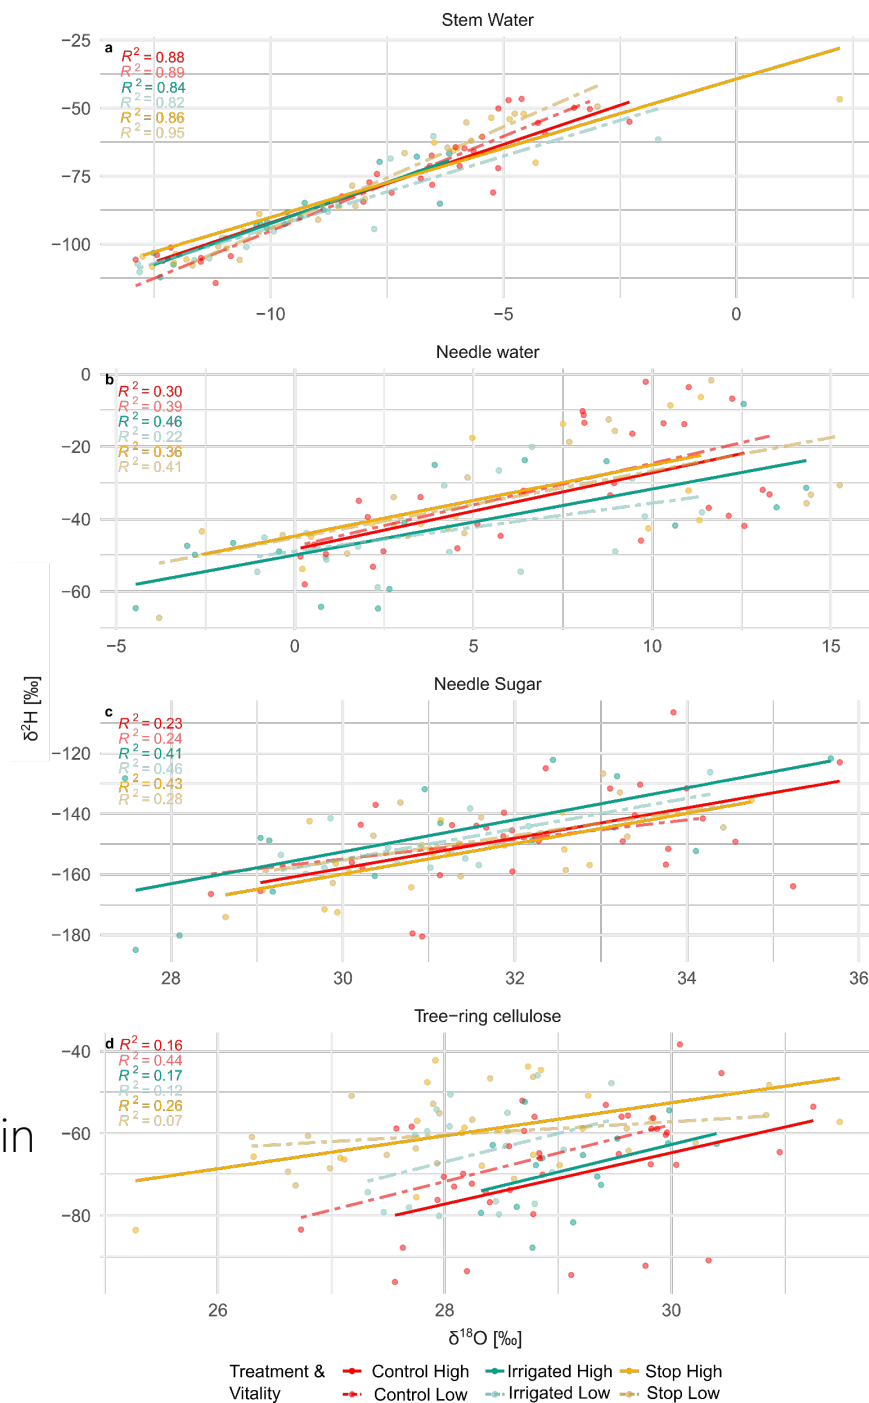 Stem Water
a
R² = 0.88
R² = 0.89
R² = 0.84
R² = 0.82
R² = 0.86
R² = 0.95
−25
−50
−75
−100
−10 −5 0
Needle water
b
R² = 0.30
R² = 0.39
R² = 0.46
R² = 0.22
R² = 0.36
R² = 0.41
0
−20
−40
−60
−5 0 5 10 15
δ²H [‰]
Needle Sugar
c
R² = 0.23
R² = 0.24
R² = 0.41
R² = 0.46
R² = 0.43
R² = 0.28
−120
−140
−160
−180
28 30 32 34 36
Tree−ring cellulose
d
R² = 0.16
R² = 0.44
R² = 0.17
R² = 0.12
R² = 0.26
R² = 0.07
−40
−60
in
−80
26 28 30
δ¹⁸O [‰]
Treatment & Control High Irrigated High Stop High
Vitality Control Low Irrigated Low Stop Low